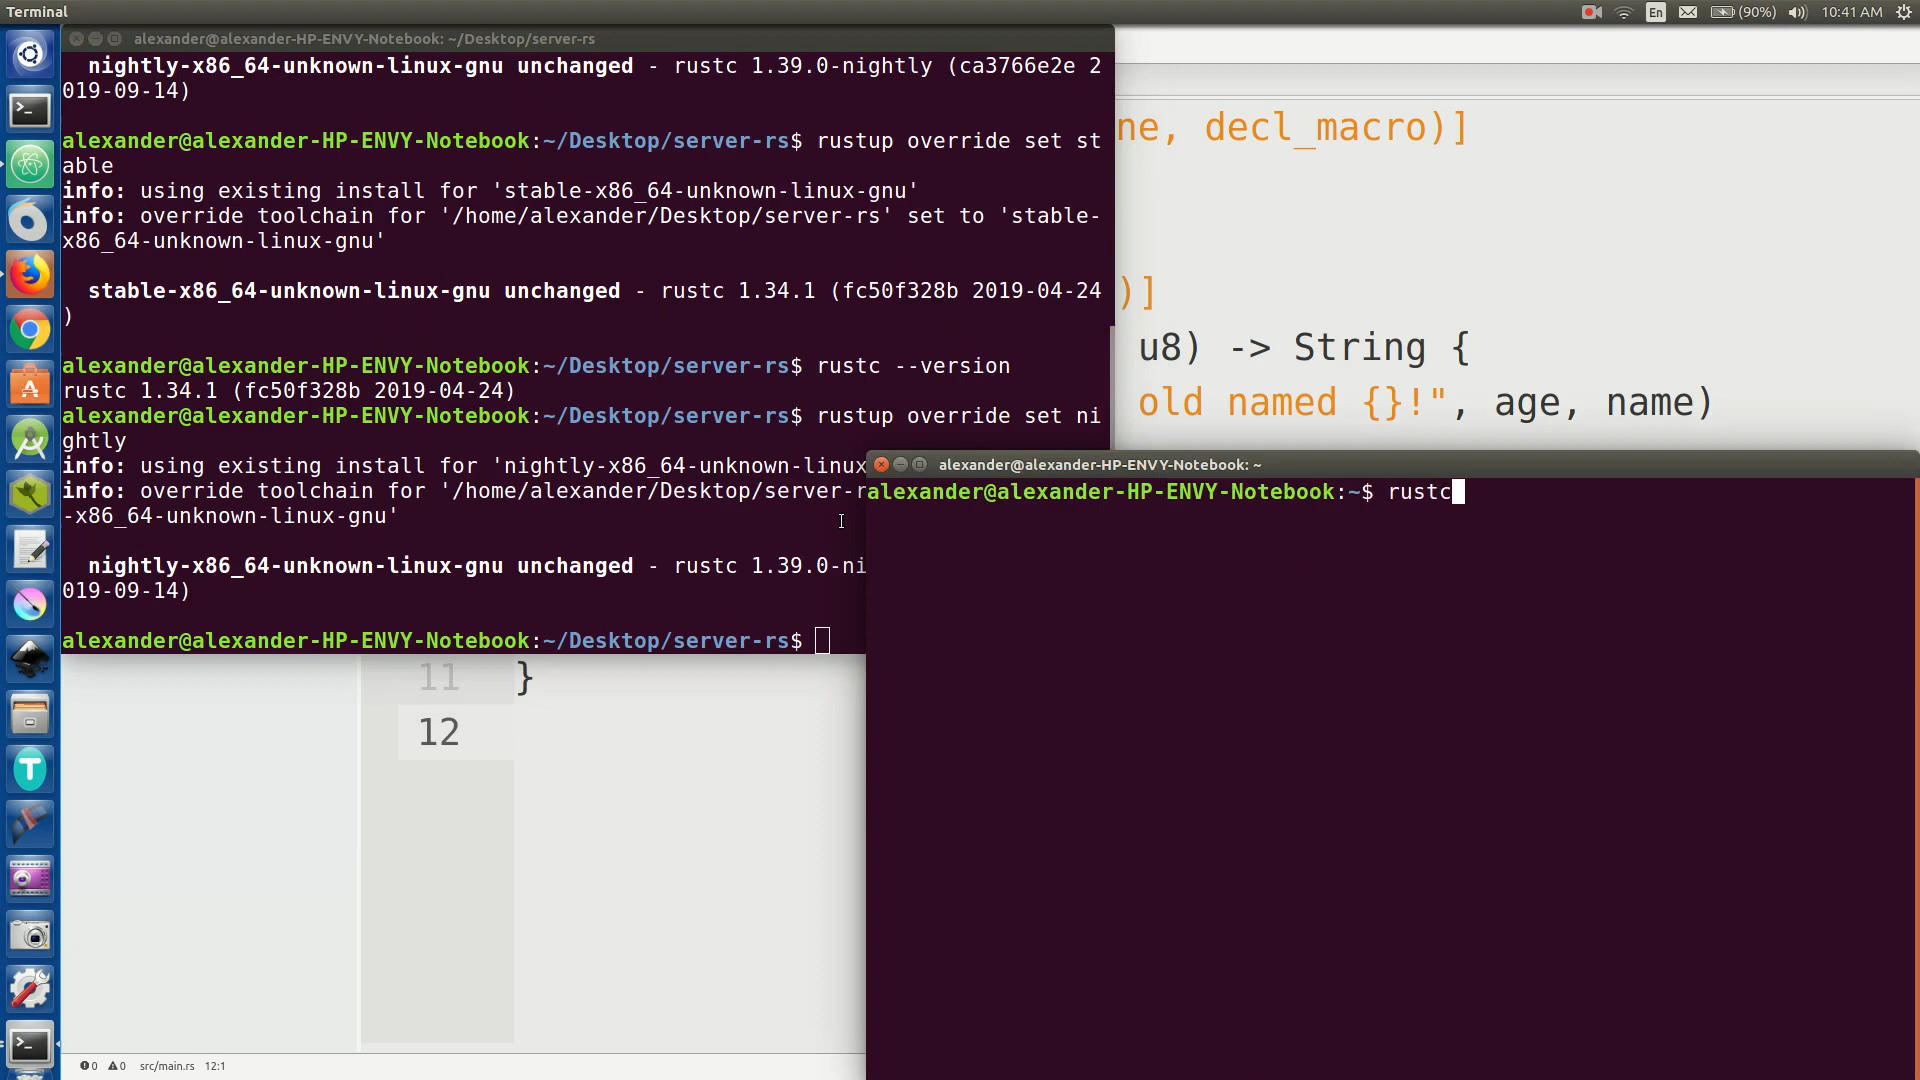 Terminal
En
(90%)
10:41 AM
alexander@alexander-HP-ENVY-Notebook: ~/Desktop/server-rs
nightly-x86_64-unknown-linux-gnu unchanged - rustc 1.39.0-nightly (ca3766e2e 2
019-09-14)
alexander@alexander-HP-ENVY-Notebook:~/Desktop/server-rs$ rustup override set st
able
info: using existing install for 'stable-x86_64-unknown-linux-gnu'
info: override toolchain for '/home/alexander/Desktop/server-rs' set to 'stable-
x86_64-unknown-linux-gnu'
stable-x86_64-unknown-linux-gnu unchanged - rustc 1.34.1 (fc50f328b 2019-04-24
)
alexander@alexander-HP-ENVY-Notebook:~/Desktop/server-rs$ rustc --version
rustc 1.34.1 (fc50f328b 2019-04-24)
alexander@alexander-HP-ENVY-Notebook:~/Desktop/server-rs$ rustup override set ni
ghtly
info: using existing install for 'nightly-x86_64-unknown-linux
info: override toolchain for '/home/alexander/Desktop/server-r
-x86_64-unknown-linux-gnu'
nightly-x86_64-unknown-linux-gnu unchanged - rustc 1.39.0-ni
019-09-14)
alexander@alexander-HP-ENVY-Notebook:~/Desktop/server-rs$
ne, decl_macro)]
)]
u8) -> String {
old named {}!", age, name)
alexander@alexander-HP-ENVY-Notebook: ~
alexander@alexander-HP-ENVY-Notebook:~$ rustc
11 }
12
0 0 src/main.rs 12:1